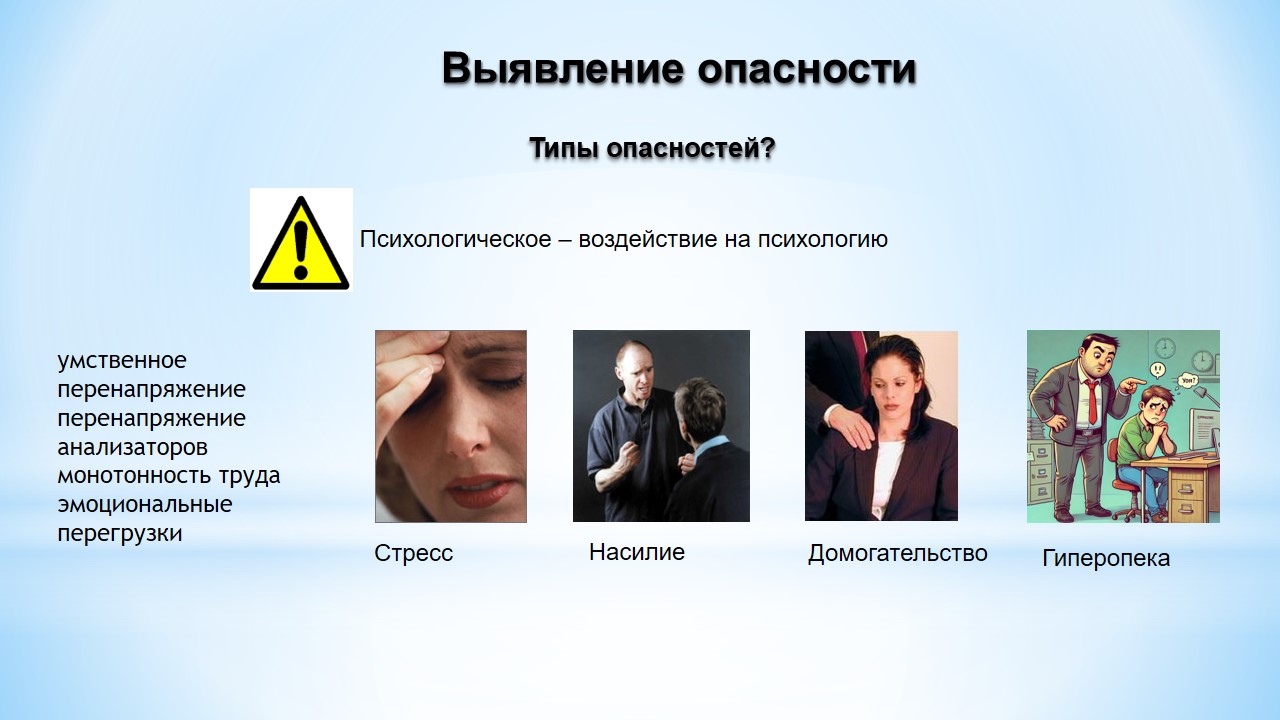 Выявление опасности
Типы опасностей?
Психологическое – воздействие на психологию
умственное
перенапряжение
перенапряжение
анализаторов
монотонность труда
эмоциональные
перегрузки
Стресс
Насилие
Домогательство
Гиперопека